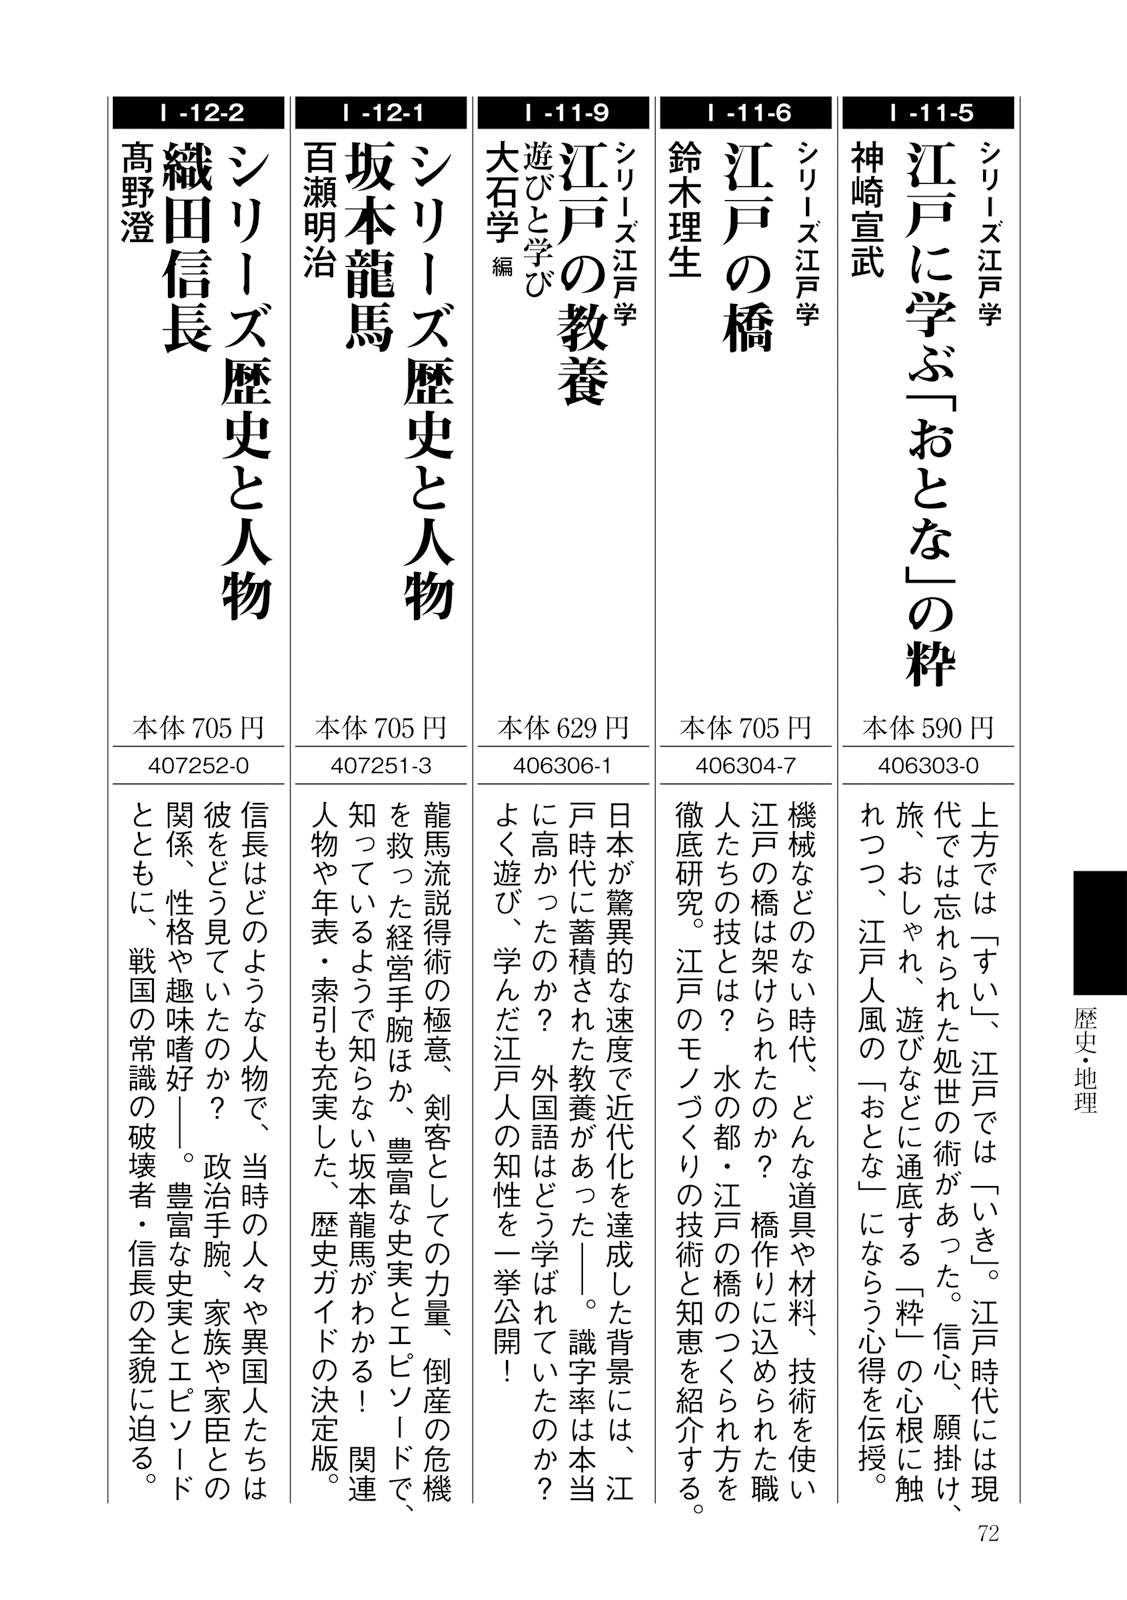 I-11-5
シリーズ江戸学
江戸に学ぶ「おとな」の粋
神崎宣武
本体590円
406303-0
上方では「すい」、江戸では「いき」。江戸時代には現
代では忘れられた処世の術があった。信心、願掛け、
旅、おしゃれ、遊びなどに通底する「粋」の心根に触
れつつ、江戸人風の「おとな」にならう心得を伝授。
I-11-6
シリーズ江戸学
江戸の橋
鈴木理生
本体705円
406304-7
機械などのない時代、どんな道具や材料、技術を使い
江戸の橋は架けられたのか？　橋作りに込められた職
人たちの技とは？　水の都・江戸の橋のつくられ方を
徹底研究。江戸のモノづくりの技術と知恵を紹介する。
I-11-9
シリーズ江戸学
江戸の教養
遊びと学び
大石学 編
本体629円
406306-1
日本が驚異的な速度で近代化を達成した背景には、江
戸時代に蓄積された教養があった――。識字率は本当
に高かったのか？　外国語はどう学ばれていたのか？
よく遊び、学んだ江戸人の知性を一挙公開！
I-12-1
シリーズ歴史と人物
坂本龍馬
百瀬明治
本体705円
407251-3
龍馬流説得術の極意、剣客としての力量、倒産の危機
を救った経営手腕ほか、豊富な史実とエピソードで、
知っているようで知らない坂本龍馬がわかる！　関連
人物や年表・索引も充実した、歴史ガイドの決定版。
I-12-2
シリーズ歴史と人物
織田信長
髙野澄
本体705円
407252-0
信長はどのような人物で、当時の人々や異国人たちは
彼をどう見ていたのか？　政治手腕、家族や家臣との
関係、性格や趣味嗜好――。豊富な史実とエピソード
とともに、戦国の常識の破壊者・信長の全貌に迫る。
歴史・地理
72